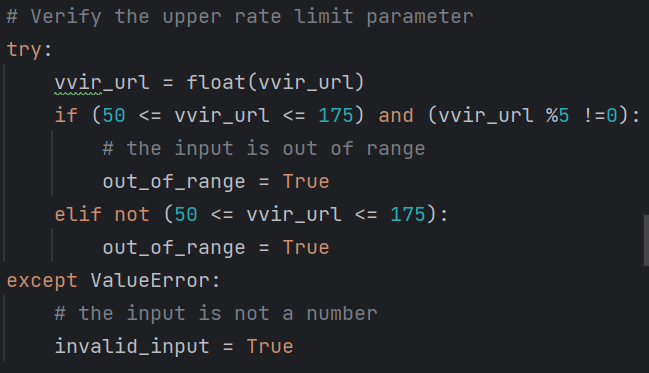 # Verify the upper rate limit parameter
try:
    vvir_url = float(vvir_url)
    if (50 <= vvir_url <= 175) and (vvir_url %5 !=0):
        # the input is out of range
        out_of_range = True
    elif not (50 <= vvir_url <= 175):
        out_of_range = True
except ValueError:
    # the input is not a number
    invalid_input = True